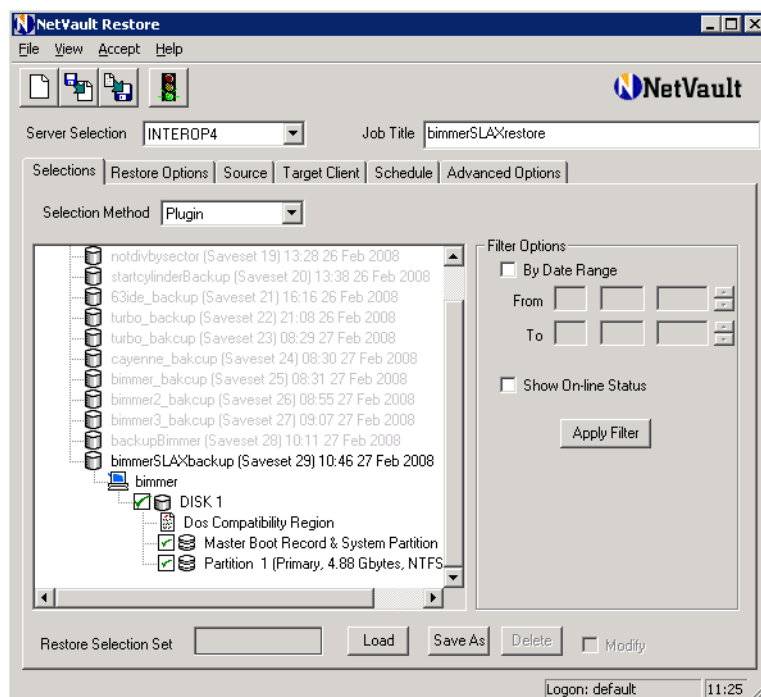 NetVault Restore
File View Accept Help
NetVault
Server Selection INTEROP4 Job Title bimmerSLAXrestore
Selections Restore Options Source Target Client Schedule Advanced Options
Selection Method Plugin
notdivbysector (Saveset 19) 13:28 26 Feb 2008
startcylinderBackup (Saveset 20) 13:38 26 Feb 2008
63ide_backup (Saveset 21) 16:16 26 Feb 2008
turbo_backup (Saveset 22) 21:08 26 Feb 2008
turbo_bakcup (Saveset 23) 08:29 27 Feb 2008
cayenne_bakcup (Saveset 24) 08:30 27 Feb 2008
bimmer_bakcup (Saveset 25) 08:31 27 Feb 2008
bimmer2_bakcup (Saveset 26) 08:55 27 Feb 2008
bimmer3_bakcup (Saveset 27) 09:07 27 Feb 2008
backupBimmer (Saveset 28) 10:11 27 Feb 2008
bimmerSLAXbackup (Saveset 29) 10:46 27 Feb 2008
bimmer
DISK 1
Dos Compatibility Region
Master Boot Record & System Partition
Partition 1 (Primary, 4.88 Gbytes, NTFS
Filter Options
By Date Range
From
To
Show On-line Status
Apply Filter
Restore Selection Set Load Save As Delete Modify
Logon: default 11:25